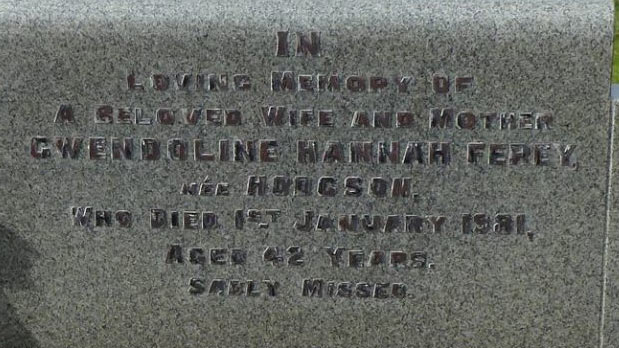 IN
LOVING MEMORY OF
A BELOVED WIFE AND MOTHER
GWENDOLINE HANNAH FEREY,
NÉE HODGSON,
WHO DIED 1ST JANUARY 1981,
AGED 42 YEARS.
SADLY MISSED.